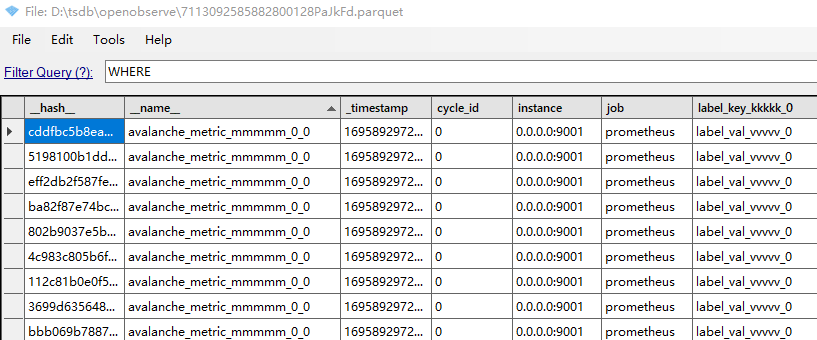 File: D:\tsdb\openobserve\7113092585882800128PaJkFd.parquet
File Edit Tools Help
Filter Query (?): WHERE
__hash__ __name__ _timestamp cycle_id instance job label_key_kkkkk_0
cddfbc5b8ea... avalanche_metric_mmmmm_0_0 1695892972... 0 0.0.0.0:9001 prometheus label_val_vvvvv_0
5198100b1dd... avalanche_metric_mmmmm_0_0 1695892972... 0 0.0.0.0:9001 prometheus label_val_vvvvv_0
eff2db2f587fe... avalanche_metric_mmmmm_0_0 1695892972... 0 0.0.0.0:9001 prometheus label_val_vvvvv_0
ba82f87e74bc... avalanche_metric_mmmmm_0_0 1695892972... 0 0.0.0.0:9001 prometheus label_val_vvvvv_0
802b9037e5b... avalanche_metric_mmmmm_0_0 1695892972... 0 0.0.0.0:9001 prometheus label_val_vvvvv_0
4c983c805b6f... avalanche_metric_mmmmm_0_0 1695892972... 0 0.0.0.0:9001 prometheus label_val_vvvvv_0
112c81b0e0f5... avalanche_metric_mmmmm_0_0 1695892972... 0 0.0.0.0:9001 prometheus label_val_vvvvv_0
3699d635648... avalanche_metric_mmmmm_0_0 1695892972... 0 0.0.0.0:9001 prometheus label_val_vvvvv_0
bbb069b7887... avalanche_metric_mmmmm_0_0 1695892972... 0 0.0.0.0:9001 prometheus label_val_vvvvv_0